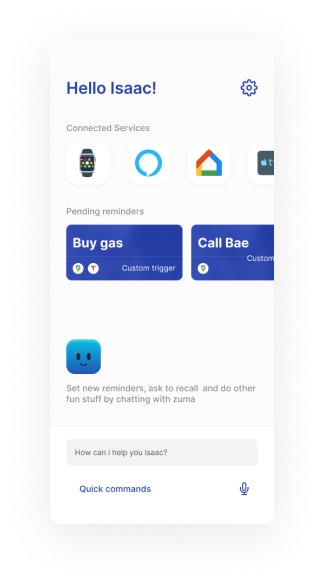 Hello Isaac!
Connected Services
tv
Pending reminders
Buy gas
Custom trigger
Call Bae
Custom
Set new reminders, ask to recall and do other
fun stuff by chatting with zuma
How can i help you Isaac?
Quick commands